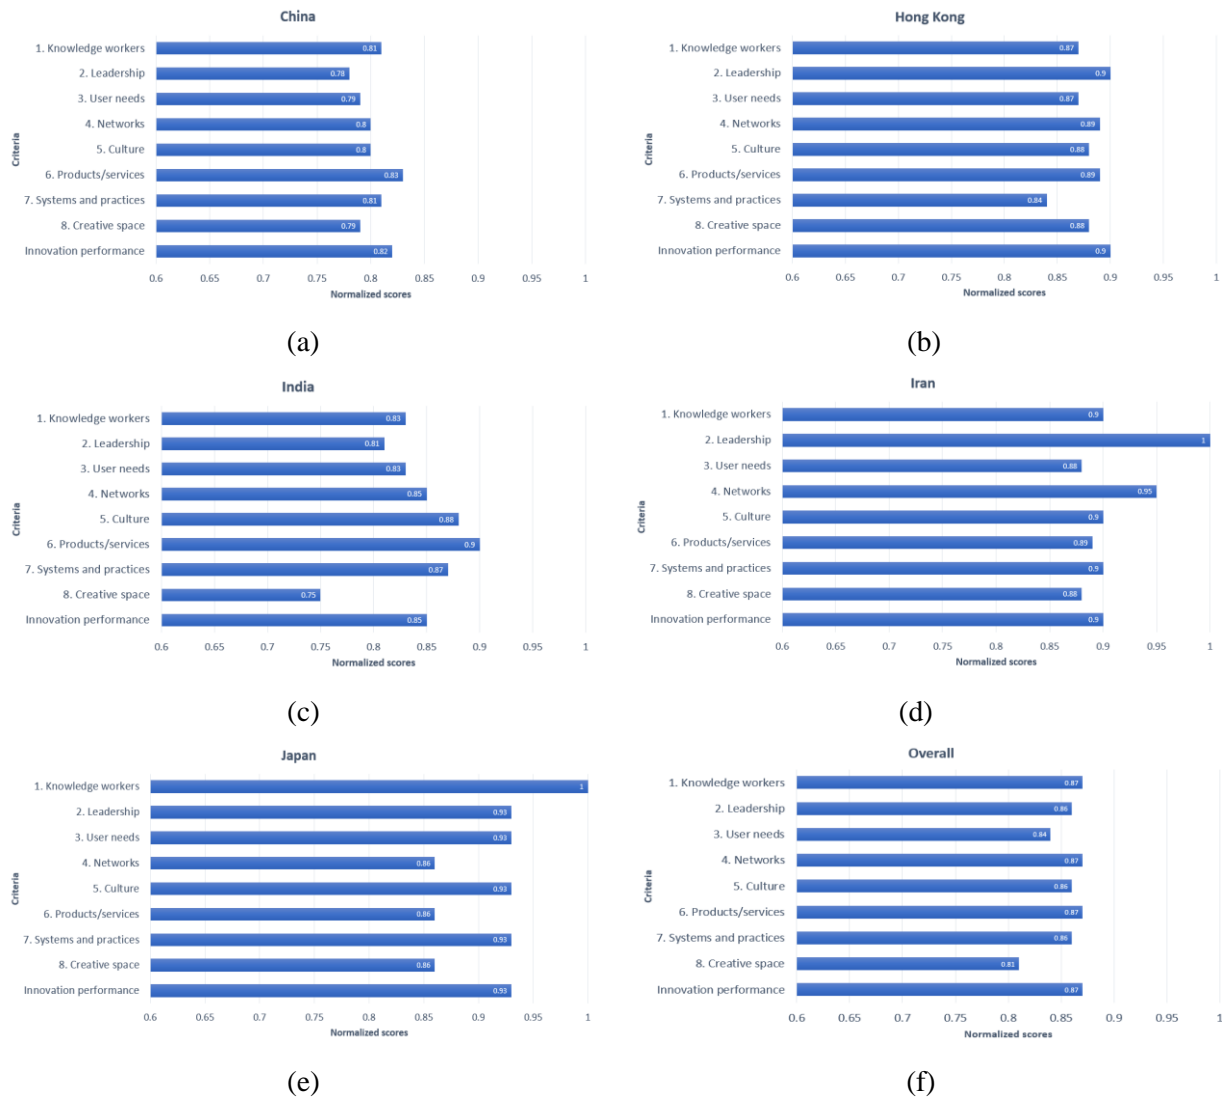 China
1. Knowledge workers 0.81
2. Leadership 0.78
3. User needs 0.79
4. Networks 0.8
5. Culture 0.8
6. Products/services 0.83
7. Systems and practices 0.81
8. Creative space 0.79
Innovation performance 0.82
Criteria
0.6 0.65 0.7 0.75 0.8 0.85 0.9 0.95 1
Normalized scores
(a)
Hong Kong
1. Knowledge workers 0.87
2. Leadership 0.9
3. User needs 0.87
4. Networks 0.89
5. Culture 0.88
6. Products/services 0.89
7. Systems and practices 0.84
8. Creative space 0.88
Innovation performance 0.9
Criteria
0.6 0.65 0.7 0.75 0.8 0.85 0.9 0.95 1
Normalized scores
(b)
India
1. Knowledge workers 0.83
2. Leadership 0.81
3. User needs 0.83
4. Networks 0.85
5. Culture 0.88
6. Products/services 0.9
7. Systems and practices 0.87
8. Creative space 0.75
Innovation performance 0.85
Criteria
0.6 0.65 0.7 0.75 0.8 0.85 0.9 0.95 1
Normalized scores
(c)
Iran
1. Knowledge workers 0.9
2. Leadership 1
3. User needs 0.88
4. Networks 0.95
5. Culture 0.9
6. Products/services 0.89
7. Systems and practices 0.9
8. Creative space 0.88
Innovation performance 0.9
Criteria
0.6 0.65 0.7 0.75 0.8 0.85 0.9 0.95 1
Normalized scores
(d)
Japan
1. Knowledge workers 1
2. Leadership 0.93
3. User needs 0.93
4. Networks 0.86
5. Culture 0.93
6. Products/services 0.86
7. Systems and practices 0.93
8. Creative space 0.86
Innovation performance 0.93
Criteria
0.6 0.65 0.7 0.75 0.8 0.85 0.9 0.95 1
Normalized scores
(e)
Overall
1. Knowledge workers 0.87
2. Leadership 0.86
3. User needs 0.84
4. Networks 0.87
5. Culture 0.86
6. Products/services 0.87
7. Systems and practices 0.86
8. Creative space 0.81
Innovation performance 0.87
Criteria
0.6 0.65 0.7 0.75 0.8 0.85 0.9 0.95 1
Normalized scores
(f)